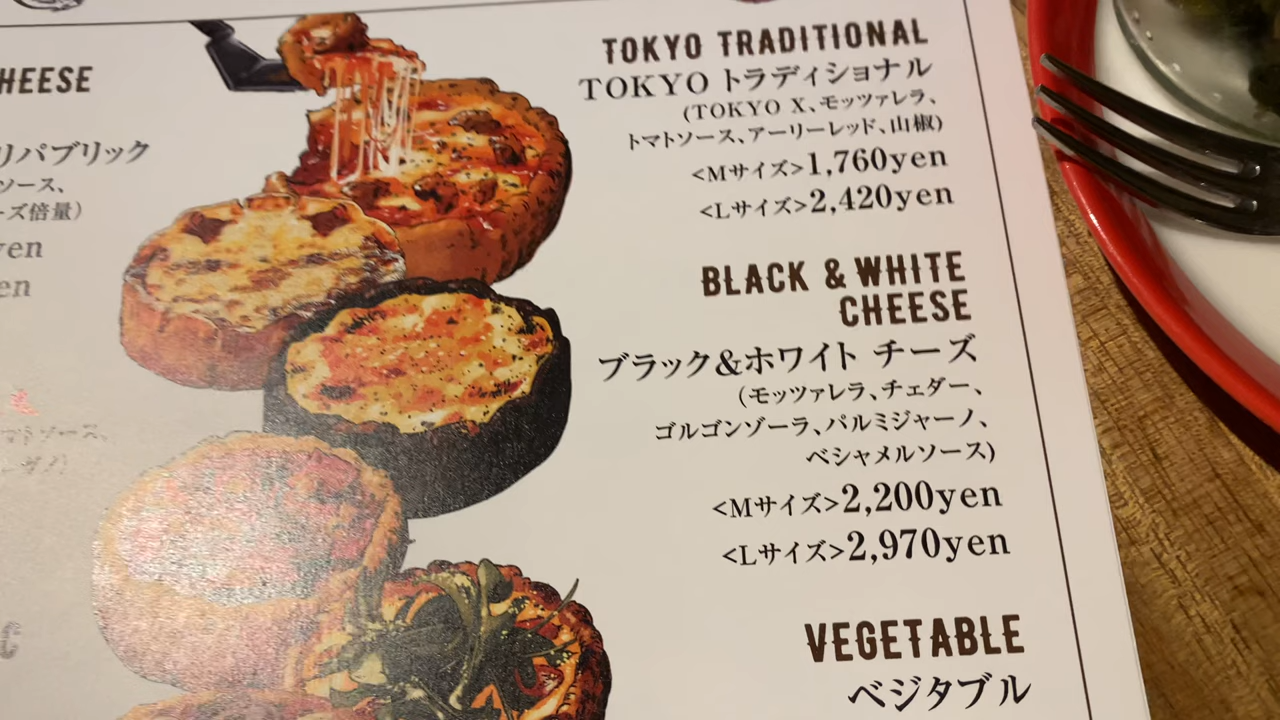 HEESE
リパブリック
ソース、
ーズ倍量)
yen
en
TOKYO TRADITIONAL
TOKYO トラディショナル
(TOKYO X、モッツァレラ、
トマトソース、アーリーレッド、山椒)
<Mサイズ>1,760yen
<Lサイズ>2,420yen
BLACK & WHITE
CHEESE
ブラック&ホワイト チーズ
(モッツァレラ、チェダー、
ゴルゴンゾーラ、パルミジャーノ、
ベシャメルソース)
<Mサイズ>2,200yen
<Lサイズ>2,970yen
VEGETABLE
ベジタブル